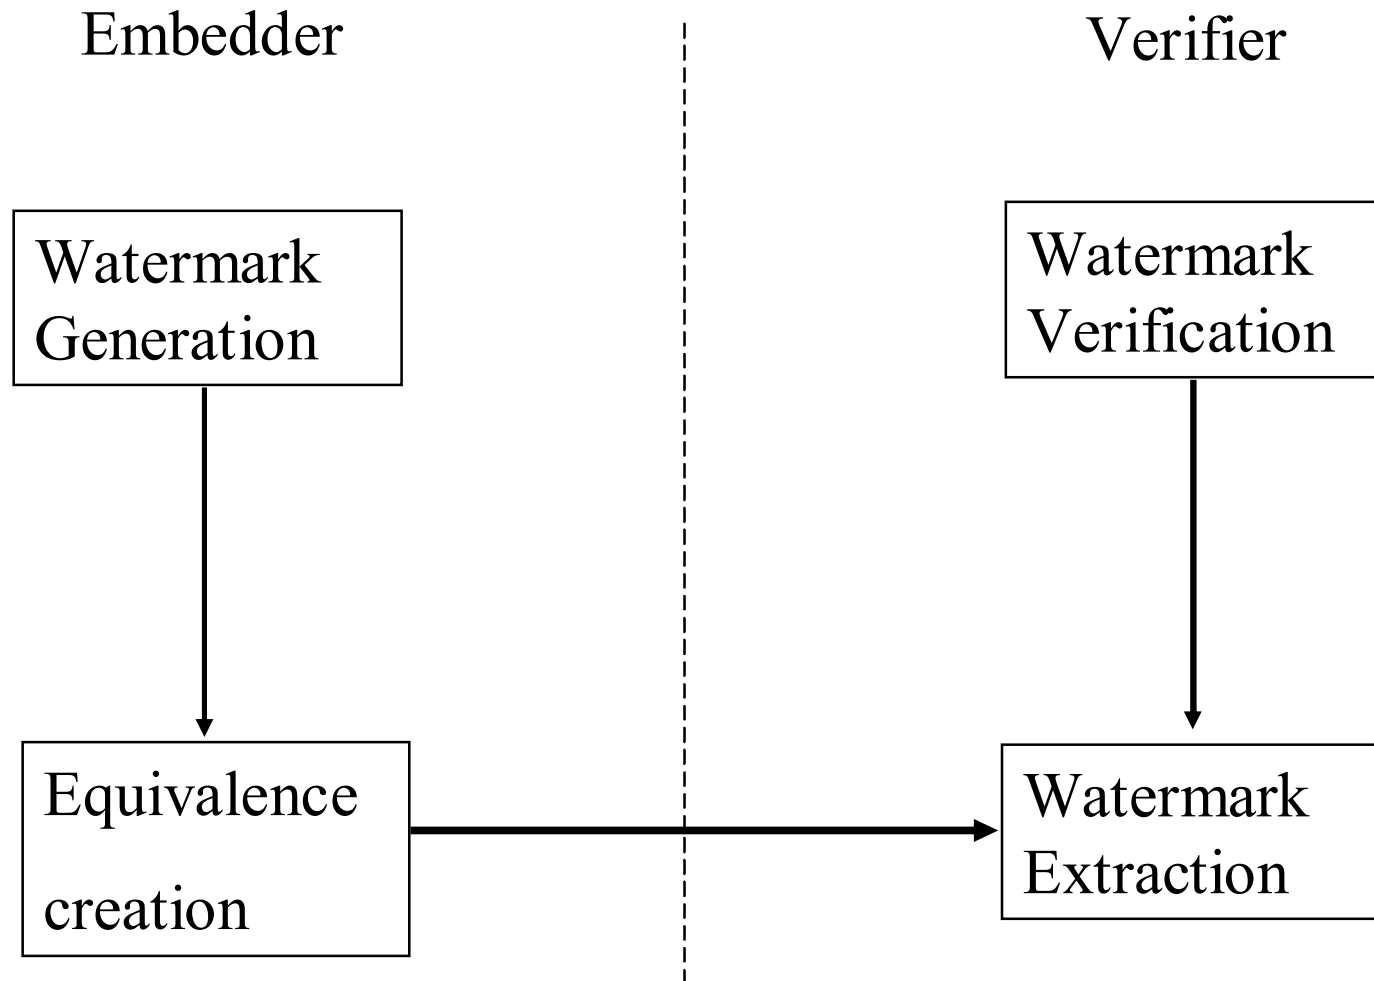 Embedder
Verifier
Watermark
Generation
Watermark
Verification
Equivalence
creation
Watermark
Extraction